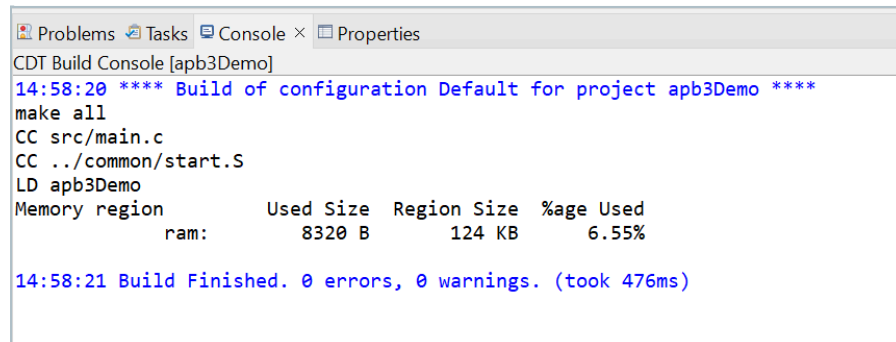 Problems Tasks Console × Properties
CDT Build Console [apb3Demo]
14:58:20 **** Build of configuration Default for project apb3Demo ****
make all
CC src/main.c
CC ../common/start.S
LD apb3Demo
Memory region         Used Size  Region Size  %age Used
             ram:        8320 B       124 KB      6.55%
14:58:21 Build Finished. 0 errors, 0 warnings. (took 476ms)